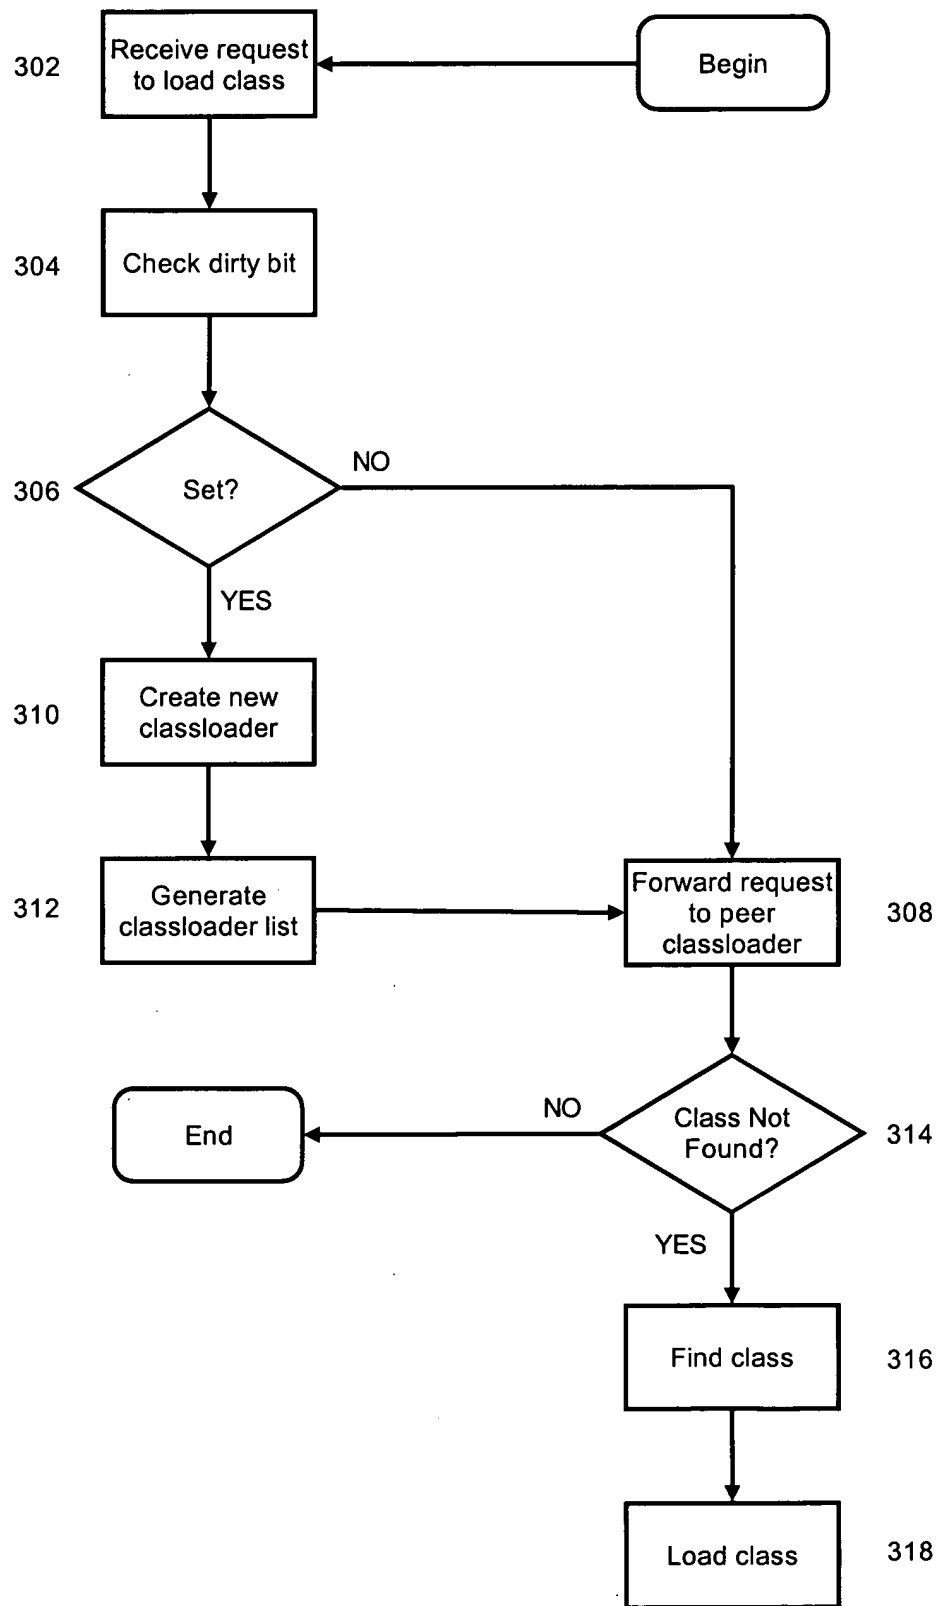 302
Receive request
to load class
Begin
304
Check dirty bit
306
Set?
NO
YES
310
Create new
classloader
312
Generate
classloader list
Forward request
to peer
classloader
308
End
NO
Class Not
Found?
314
YES
Find class
316
Load class
318